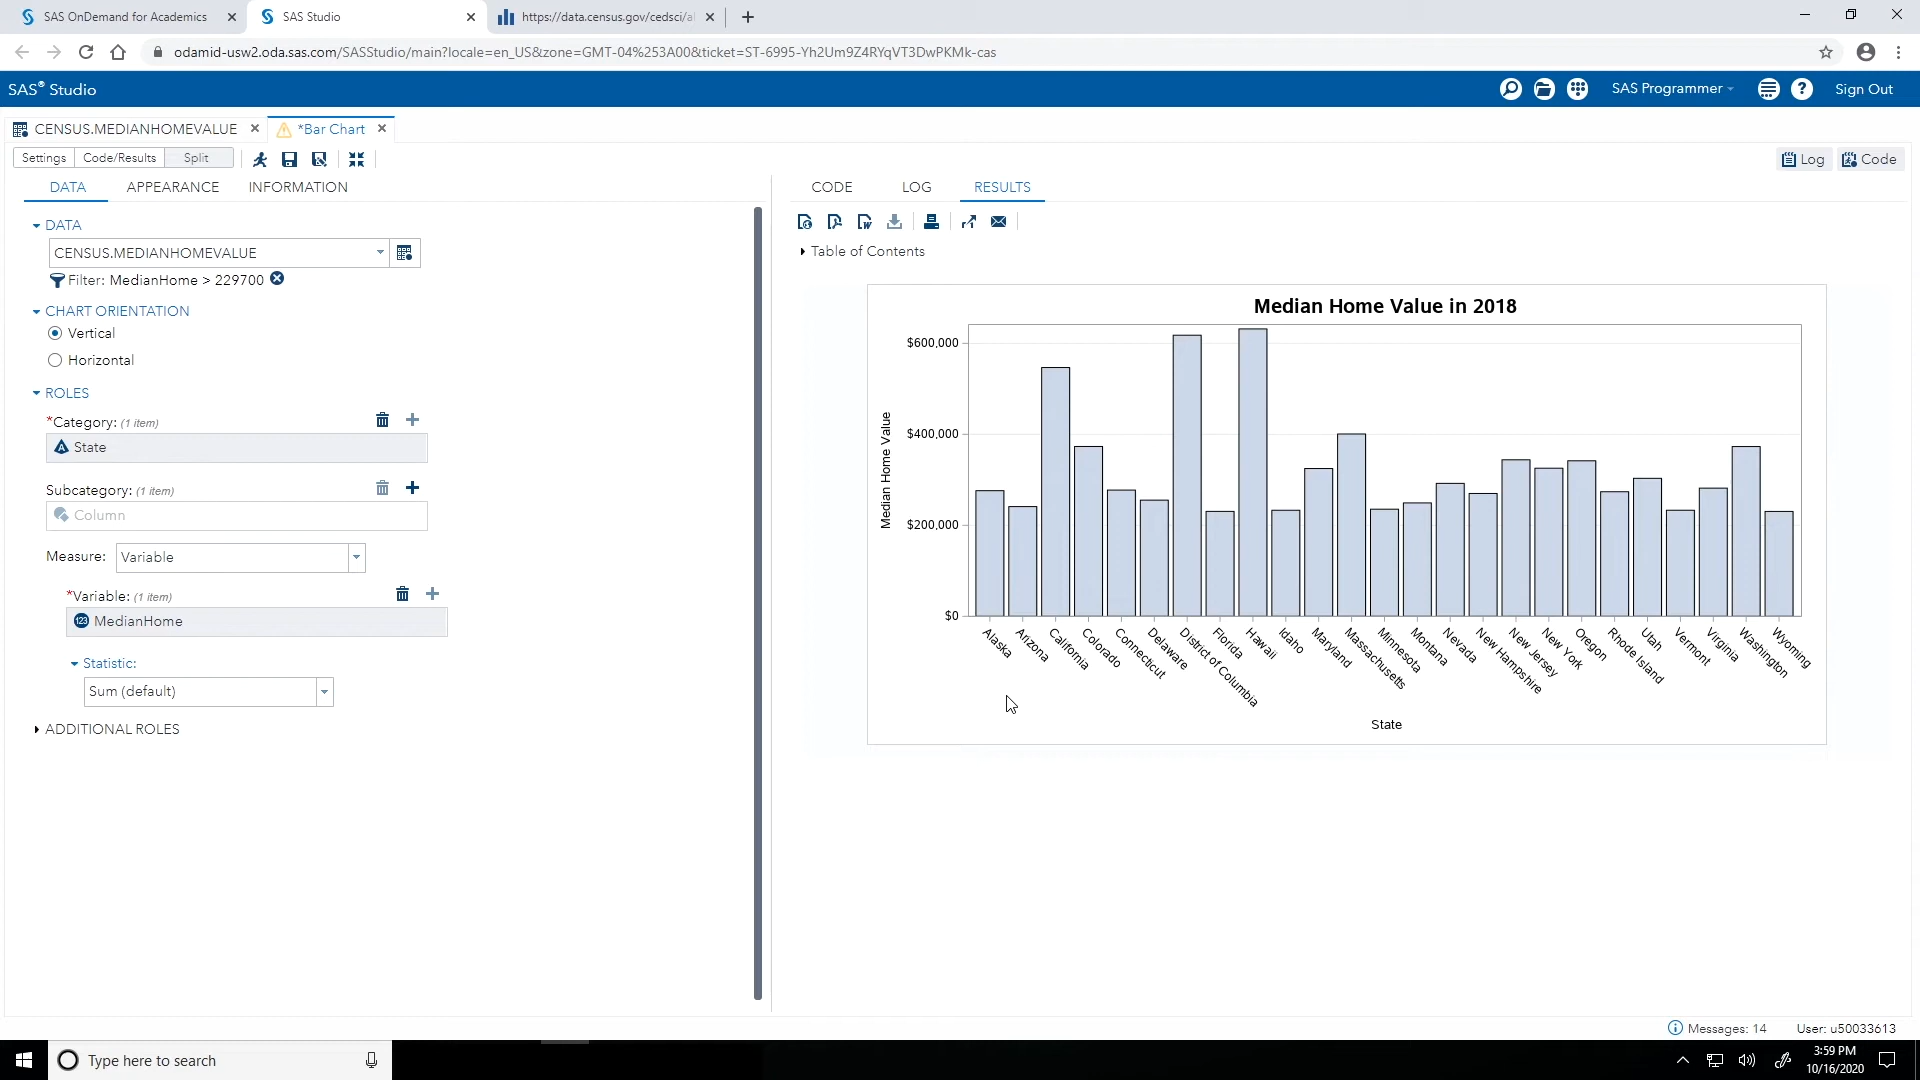 SAS OnDemand for Academics
SAS Studio
https://data.census.gov/cedsci/al
odamid-usw2.oda.sas.com/SASStudio/main?locale=en_US&zone=GMT-04%253A00&ticket=ST-6995-Yh2Um9Z4RYqVT3DwPKMk-cas
SAS® Studio
SAS Programmer
Sign Out
CENSUS.MEDIANHOMEVALUE
*Bar Chart
Settings Code/Results Split
Log Code
DATA APPEARANCE INFORMATION
CODE LOG RESULTS
DATA
CENSUS.MEDIANHOMEVALUE
Filter: MedianHome > 229700
CHART ORIENTATION
Vertical
Horizontal
ROLES
*Category: (1 item)
State
Subcategory: (1 item)
Column
Measure: Variable
*Variable: (1 item)
MedianHome
Statistic:
Sum (default)
ADDITIONAL ROLES
Table of Contents
Median Home Value in 2018
Median Home Value
$600,000
$400,000
$200,000
$0
Alaska
Arizona
California
Colorado
Connecticut
Delaware
District of Columbia
Florida
Hawaii
Idaho
Maryland
Massachusetts
Minnesota
Montana
Nevada
New Hampshire
New Jersey
New York
Oregon
Rhode Island
Utah
Vermont
Virginia
Washington
Wyoming
State
Messages: 14 User: u50033613
Type here to search
3:59 PM
10/16/2020